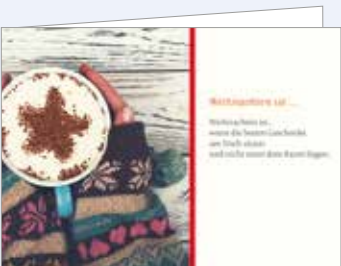 Weihnachten ist ...
Weihnachten ist,
wenn die besten Geschenke
am Tisch sitzen
und nicht unter dem Baum liegen.